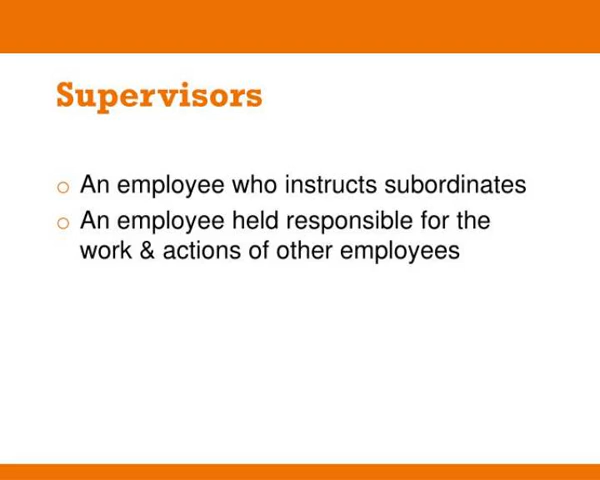 Supervisors
An employee who instructs subordinates
An employee held responsible for the
work & actions of other employees